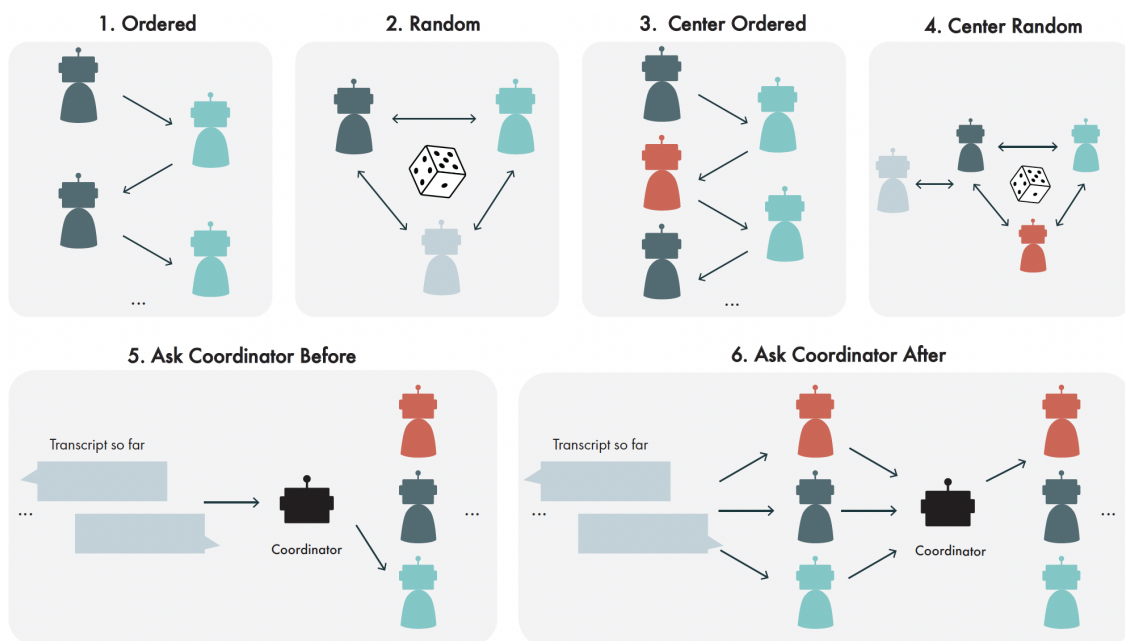 1. Ordered
2. Random
3. Center Ordered
4. Center Random
...
...
5. Ask Coordinator Before
6. Ask Coordinator After
Transcript so far
...
Coordinator
...
Transcript so far
...
Coordinator
...